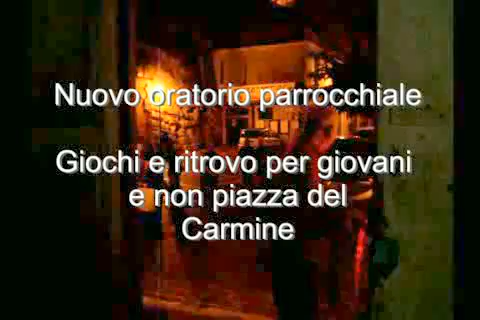 Nuovo oratorio parrocchiale
Giochi e ritrovo per giovani
e non piazza del
Carmine